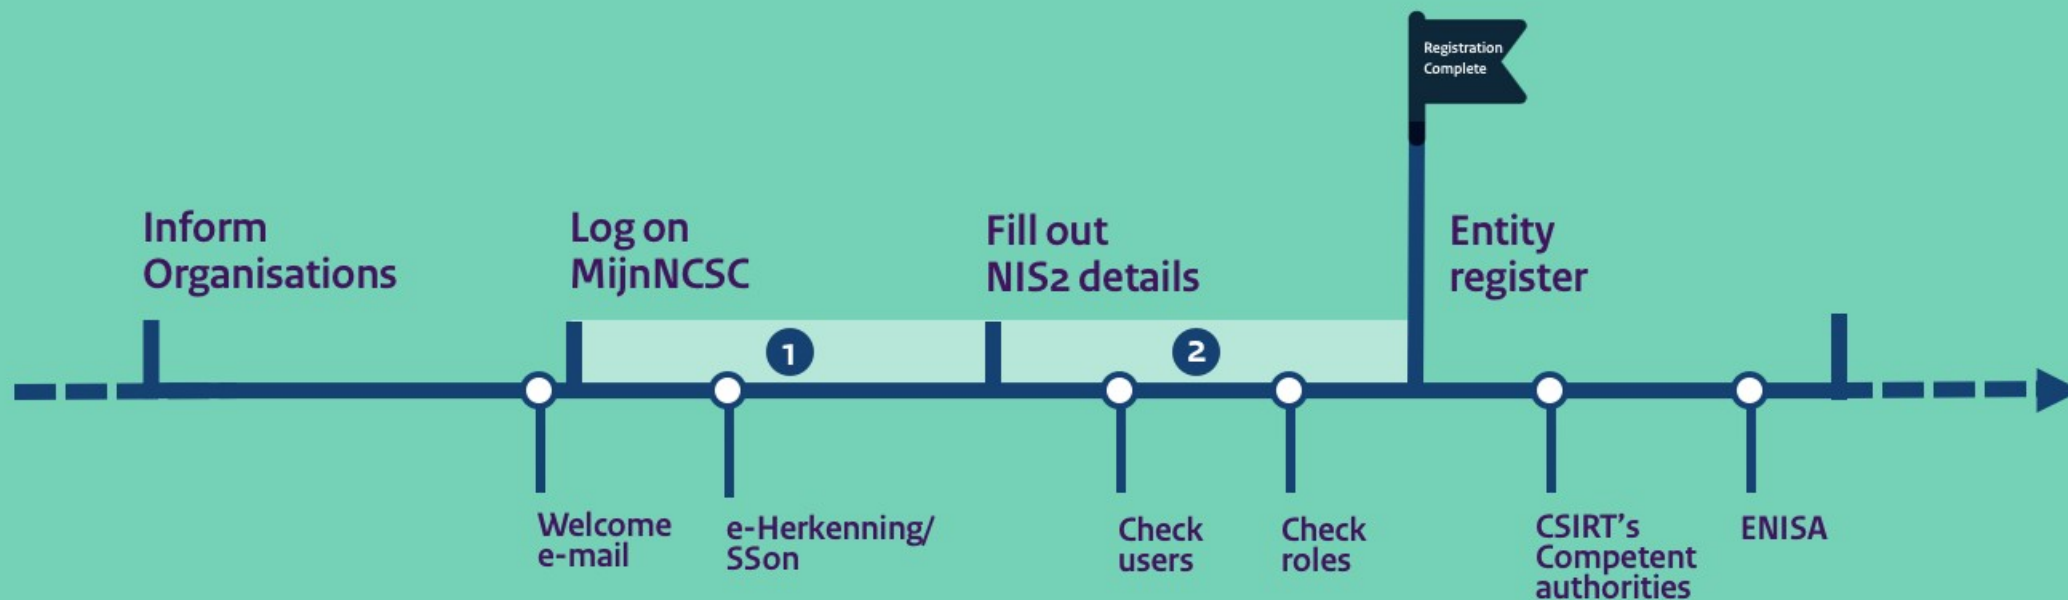 Registration
Complete
Inform
Organisations
Log on
MijnNCSC
Fill out
NIS2 details
Entity
register
1
2
Welcome
e-mail
e-Herkenning/
SSon
Check
users
Check
roles
CSIRT's
Competent
authorities
ENISA